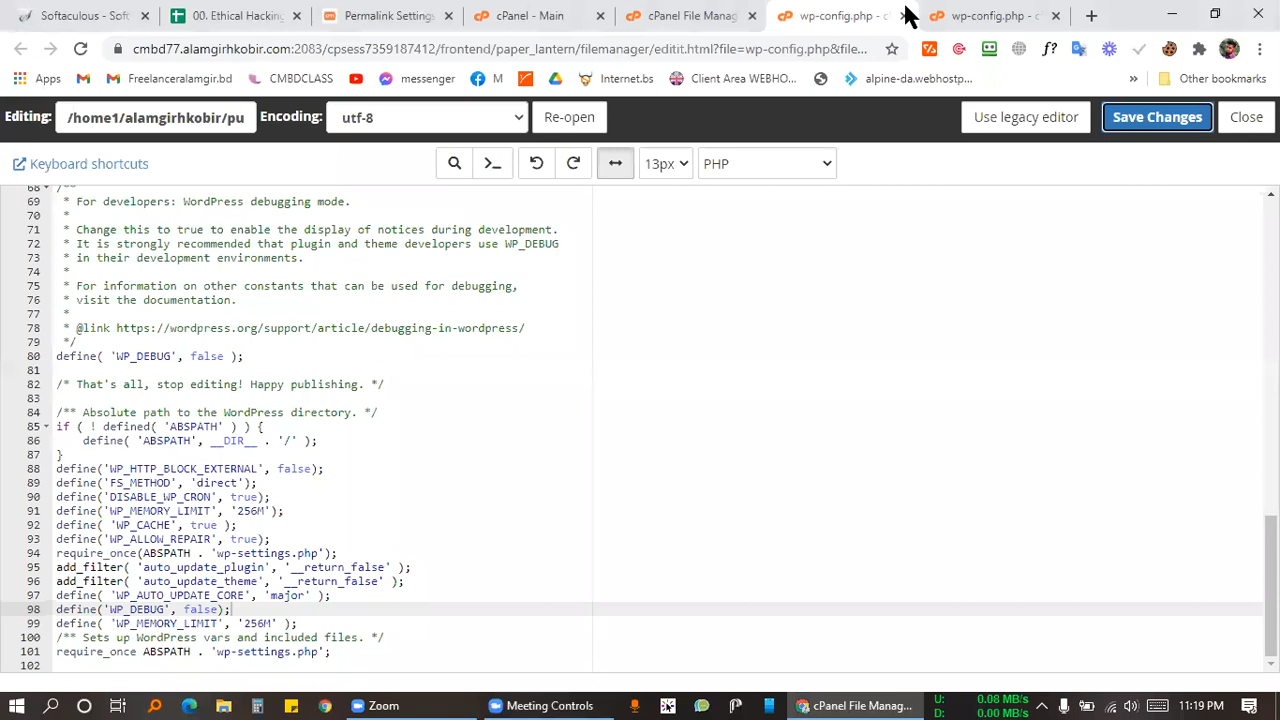 Softaculous - Soft
00. Ethical Hacking
Permalink Settings
cPanel - Main
cPanel File Manag
wp-config.php - c
wp-config.php - c
cmbd77.alamgirhkobir.com:2083/cpsess7359187412/frontend/paper_lantern/filemanager/editit.html?file=wp-config.php&file...
Apps
Freelanceralamgir.bd
CMBDCLASS
messenger
M
Internet.bs
Client Area WEBHO...
alpine-da.webhostp...
»
Other bookmarks
Editing:
/home1/alamgirhkobir/pu
Encoding:
utf-8
Re-open
Use legacy editor
Save Changes
Close
Keyboard shortcuts
13px
PHP
68 /**
69 * For developers: WordPress debugging mode.
70 *
71 * Change this to true to enable the display of notices during development.
72 * It is strongly recommended that plugin and theme developers use WP_DEBUG
73 * in their development environments.
74 *
75 * For information on other constants that can be used for debugging,
76 * visit the documentation.
77 *
78 * @link https://wordpress.org/support/article/debugging-in-wordpress/
79 */
80 define( 'WP_DEBUG', false );
81
82 /* That's all, stop editing! Happy publishing. */
83
84 /** Absolute path to the WordPress directory. */
85 if ( ! defined( 'ABSPATH' ) ) {
86 define( 'ABSPATH', __DIR__ . '/' );
87 }
88 define('WP_HTTP_BLOCK_EXTERNAL', false);
89 define('FS_METHOD', 'direct');
90 define('DISABLE_WP_CRON', true);
91 define('WP_MEMORY_LIMIT', '256M');
92 define( 'WP_CACHE', true );
93 define('WP_ALLOW_REPAIR', true);
94 require_once(ABSPATH . 'wp-settings.php');
95 add_filter( 'auto_update_plugin', '__return_false' );
96 add_filter( 'auto_update_theme', '__return_false' );
97 define( 'WP_AUTO_UPDATE_CORE', 'major' );
98 define('WP_DEBUG', false);
99 define( 'WP_MEMORY_LIMIT', '256M' );
100 /** Sets up WordPress vars and included files. */
101 require_once ABSPATH . 'wp-settings.php';
102
Zoom
Meeting Controls
cPanel File Manag...
U: 0.08 MB/s
D: 0.00 MB/s
11:19 PM